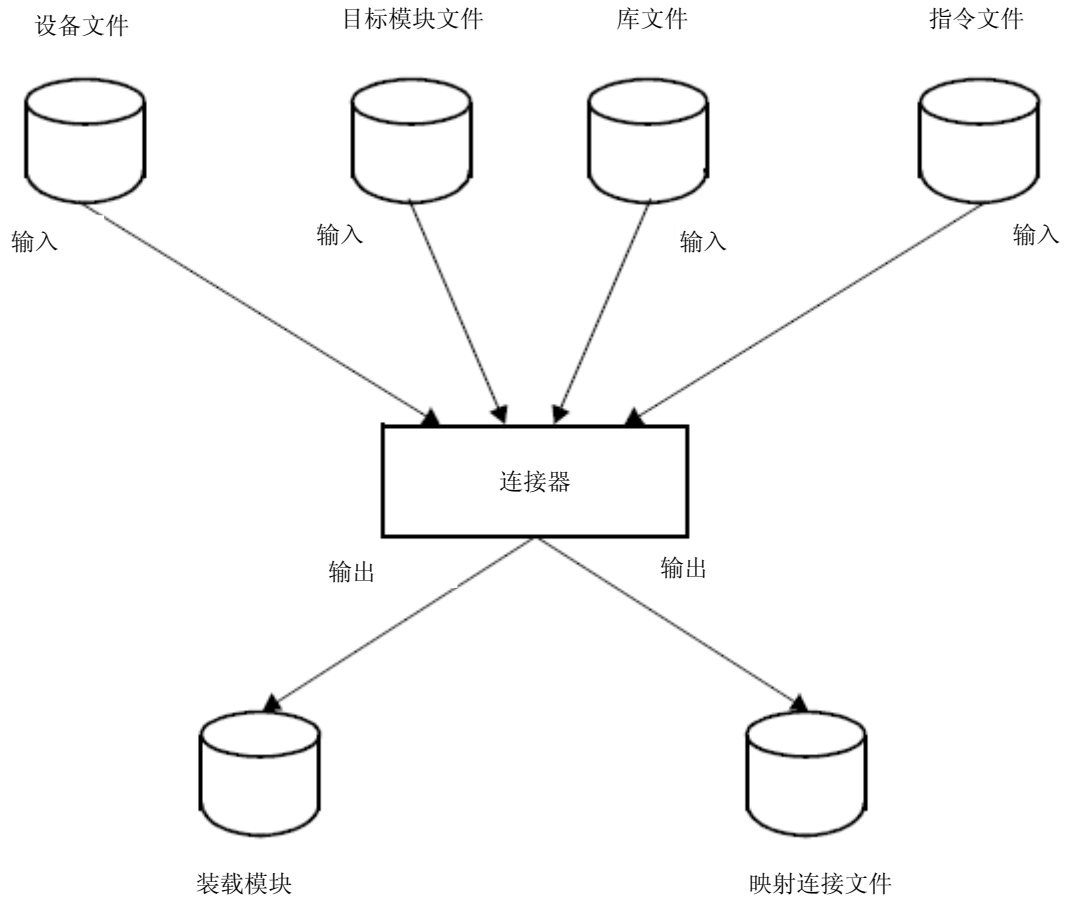 设备文件
目标模块文件
库文件
指令文件
输入
输入
输入
输入
连接器
输出
输出
装载模块
映射连接文件